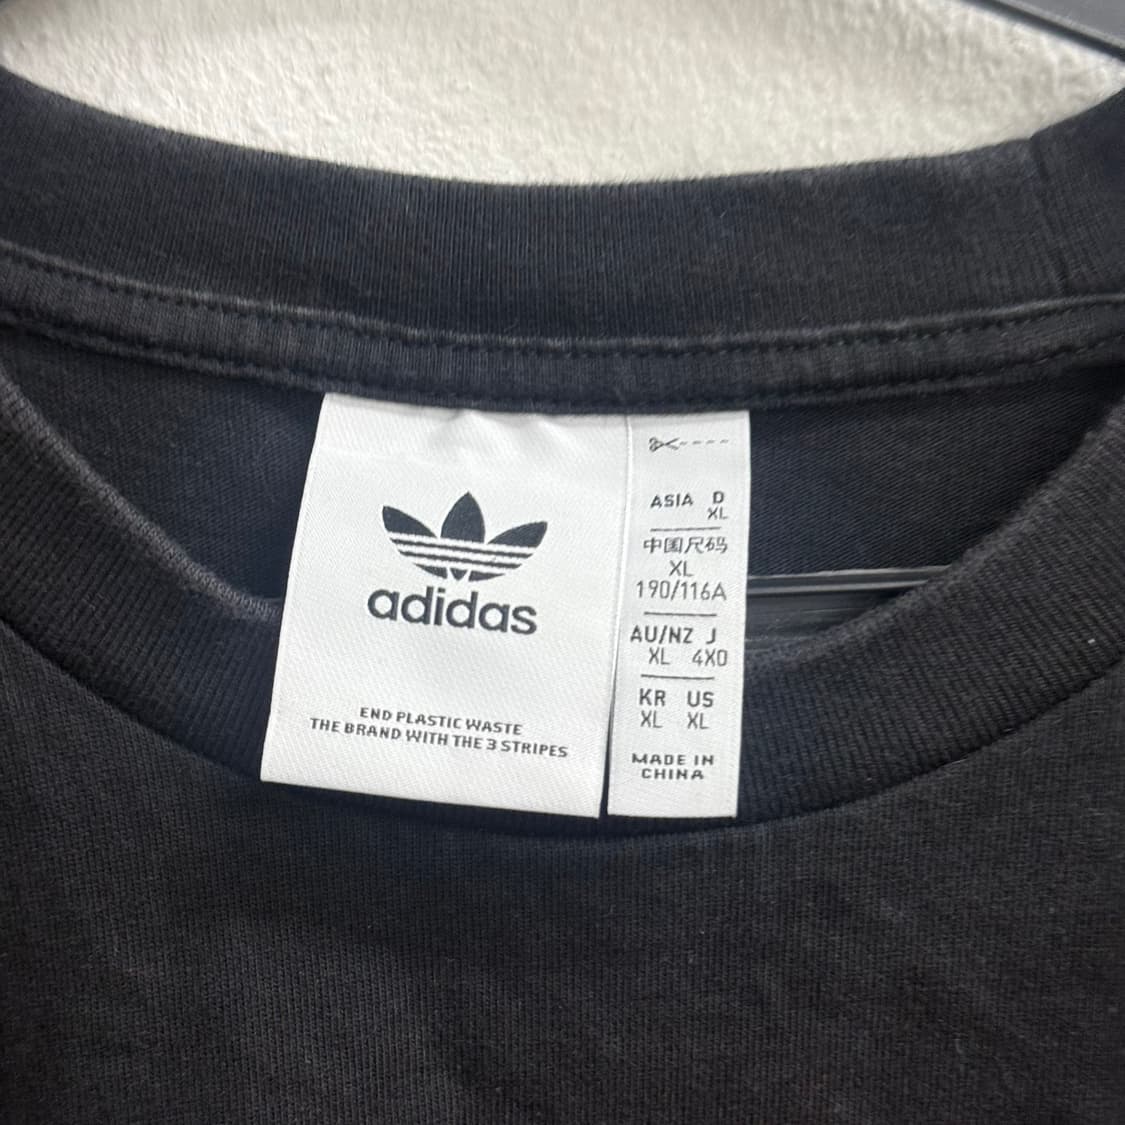 adidas
END PLASTIC WASTE
THE BRAND WITH THE 3 STRIPES
ASIA D
XL
中国尺码
XL
190/116A
AU/NZ J
XL 4XO
KR US
XL XL
MADE IN
CHINA